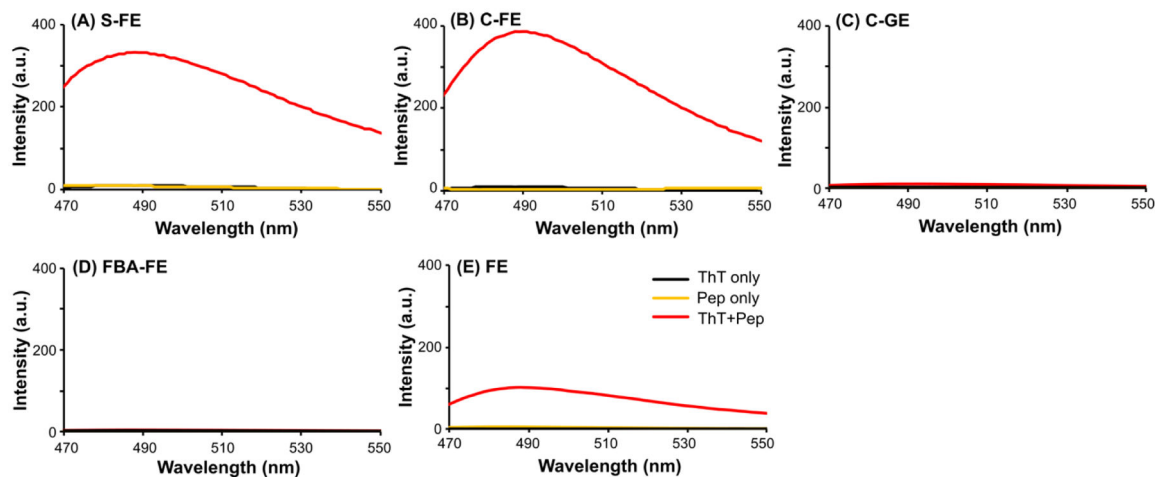 (A) S-FE
400
200
0
470
490
510
530
550
Intensity (a.u.)
Wavelength (nm)
(B) C-FE
400
200
0
470
490
510
530
550
Intensity (a.u.)
Wavelength (nm)
(C) C-GE
400
200
0
470
490
510
530
550
Intensity (a.u.)
Wavelength (nm)
(D) FBA-FE
400
200
0
470
490
510
530
550
Intensity (a.u.)
Wavelength (nm)
(E) FE
400
200
0
470
490
510
530
550
Intensity (a.u.)
Wavelength (nm)
ThT only
Pep only
ThT+Pep